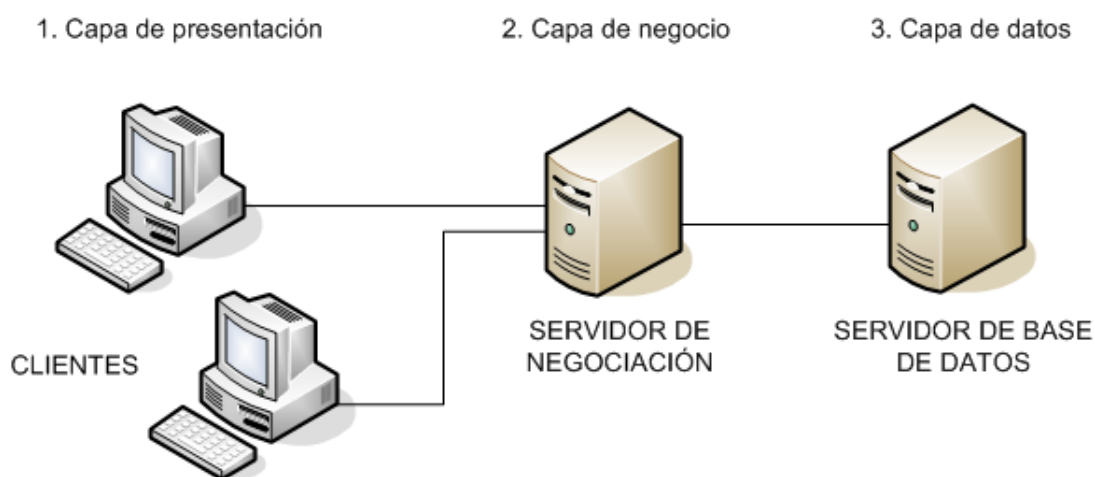 1. Capa de presentación
2. Capa de negocio
3. Capa de datos
CLIENTES
SERVIDOR DE
NEGOCIACIÓN
SERVIDOR DE BASE
DE DATOS